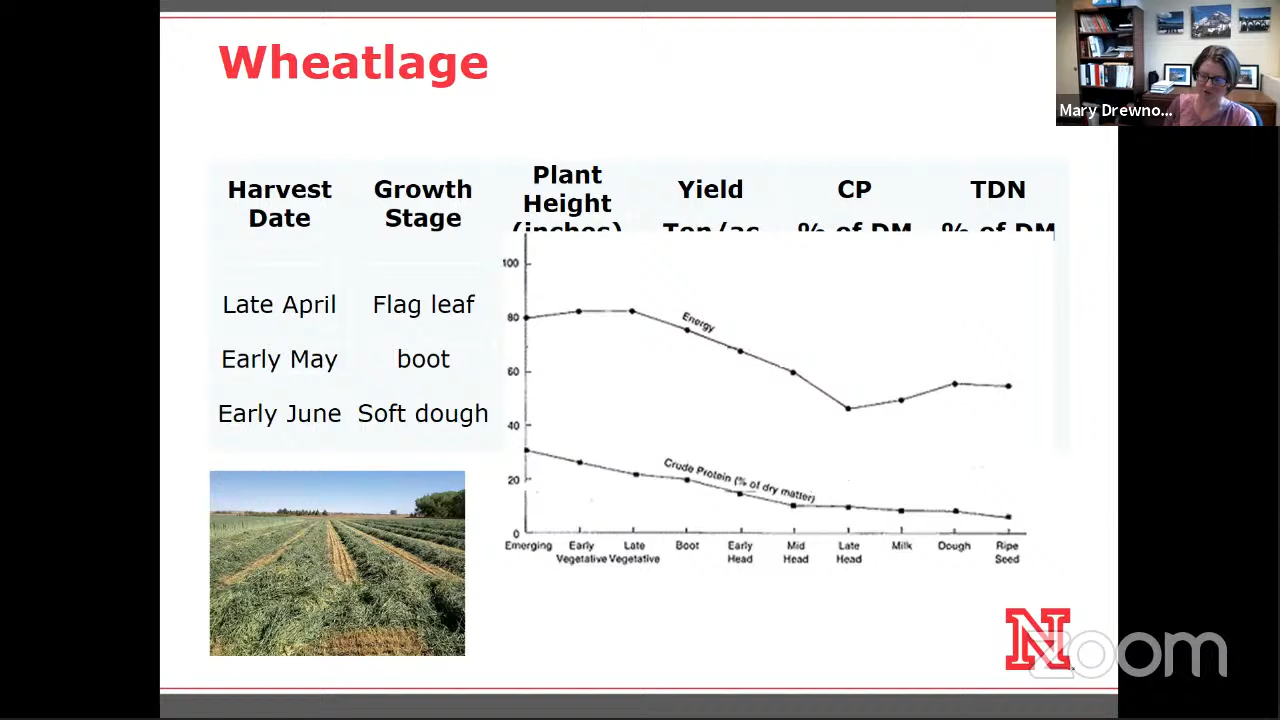 Wheatlage
Mary Drewno...
Harvest
Date
Growth
Stage
Plant
Height
(inches)
Yield
Ton/ac
CP
% of DM
TDN
% of DM
Late April
Flag leaf
Early May
boot
Early June
Soft dough
100
80
60
40
20
0
Energy
Crude Protein (% of dry matter)
Emerging
Early
Vegetative
Late
Vegetative
Boot
Early
Head
Mid
Head
Late
Head
Milk
Dough
Ripe
Seed
N
zoom